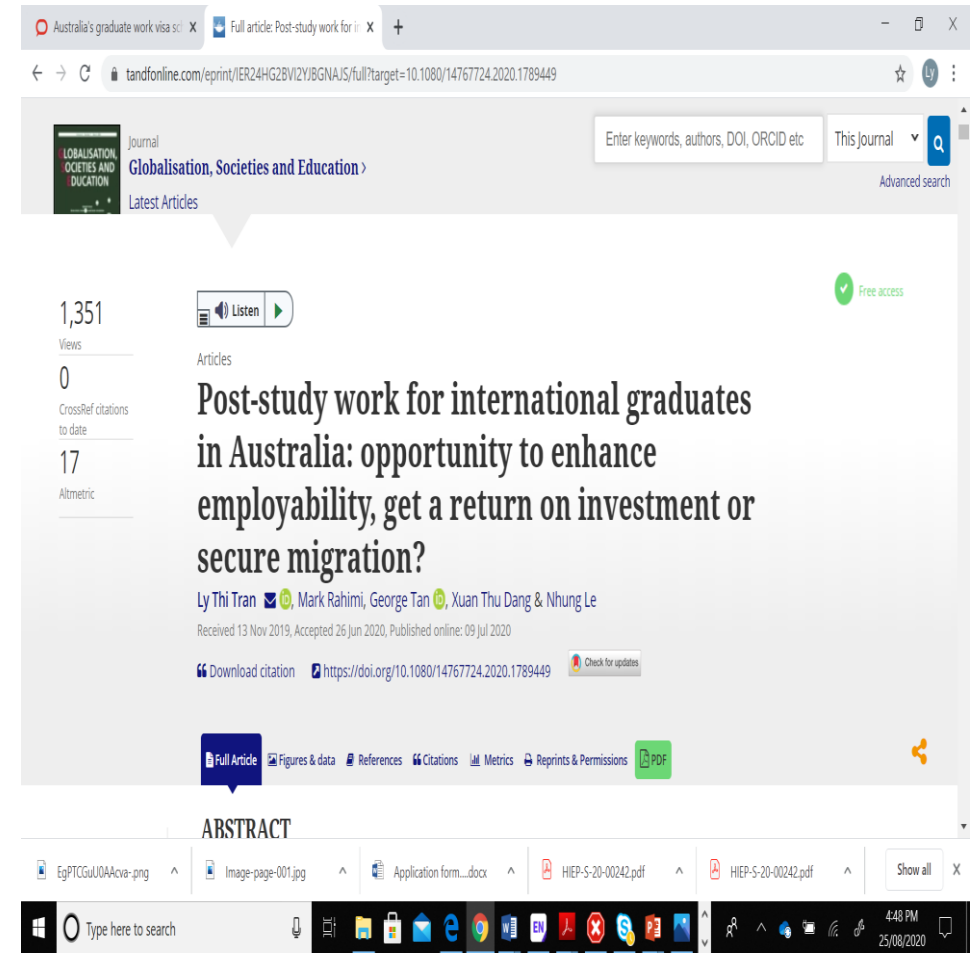 Australia's graduate work visa sch
Full article: Post-study work for in
tandfonline.com/eprint/IER24HG2BVI2YJBGNAJS/full?target=10.1080/14767724.2020.1789449
Ly
GLOBALISATION,
SOCIETIES AND
EDUCATION
Journal
Globalisation, Societies and Education >
Latest Articles
Enter keywords, authors, DOI, ORCID etc
This Journal
Advanced search
1,351
Views
0
CrossRef citations
to date
17
Altmetric
Listen
Free access
Articles
Post-study work for international graduates
in Australia: opportunity to enhance
employability, get a return on investment or
secure migration?
Ly Thi Tran iD, Mark Rahimi, George Tan iD, Xuan Thu Dang & Nhung Le
Received 13 Nov 2019, Accepted 26 Jun 2020, Published online: 09 Jul 2020
Download citation https://doi.org/10.1080/14767724.2020.1789449 Check for updates
Full Article Figures & data References Citations Metrics Reprints & Permissions PDF
ABSTRACT
EgPTCGuU0AAcva-.png Image-page-001.jpg Application form....docx HIEP-S-20-00242.pdf HIEP-S-20-00242.pdf Show all
Type here to search
EN
4:48 PM
25/08/2020